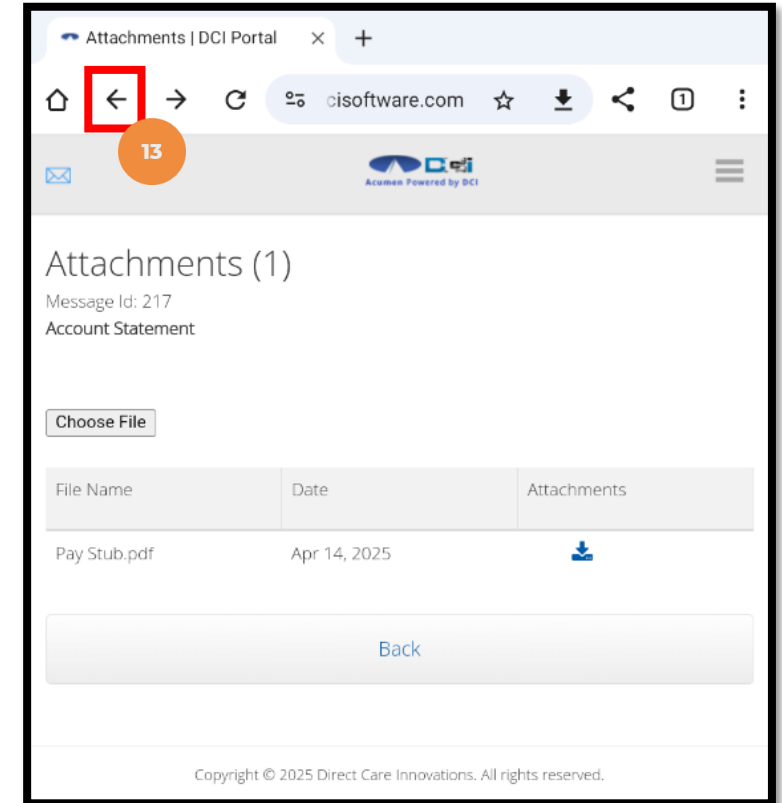 Attachments | DCI Portal
cisoftware.com
1
13
Acumen Powered by DCI
Attachments (1)
Message Id: 217
Account Statement
Choose File
File Name Date Attachments
Pay Stub.pdf Apr 14, 2025
Back
Copyright © 2025 Direct Care Innovations. All rights reserved.